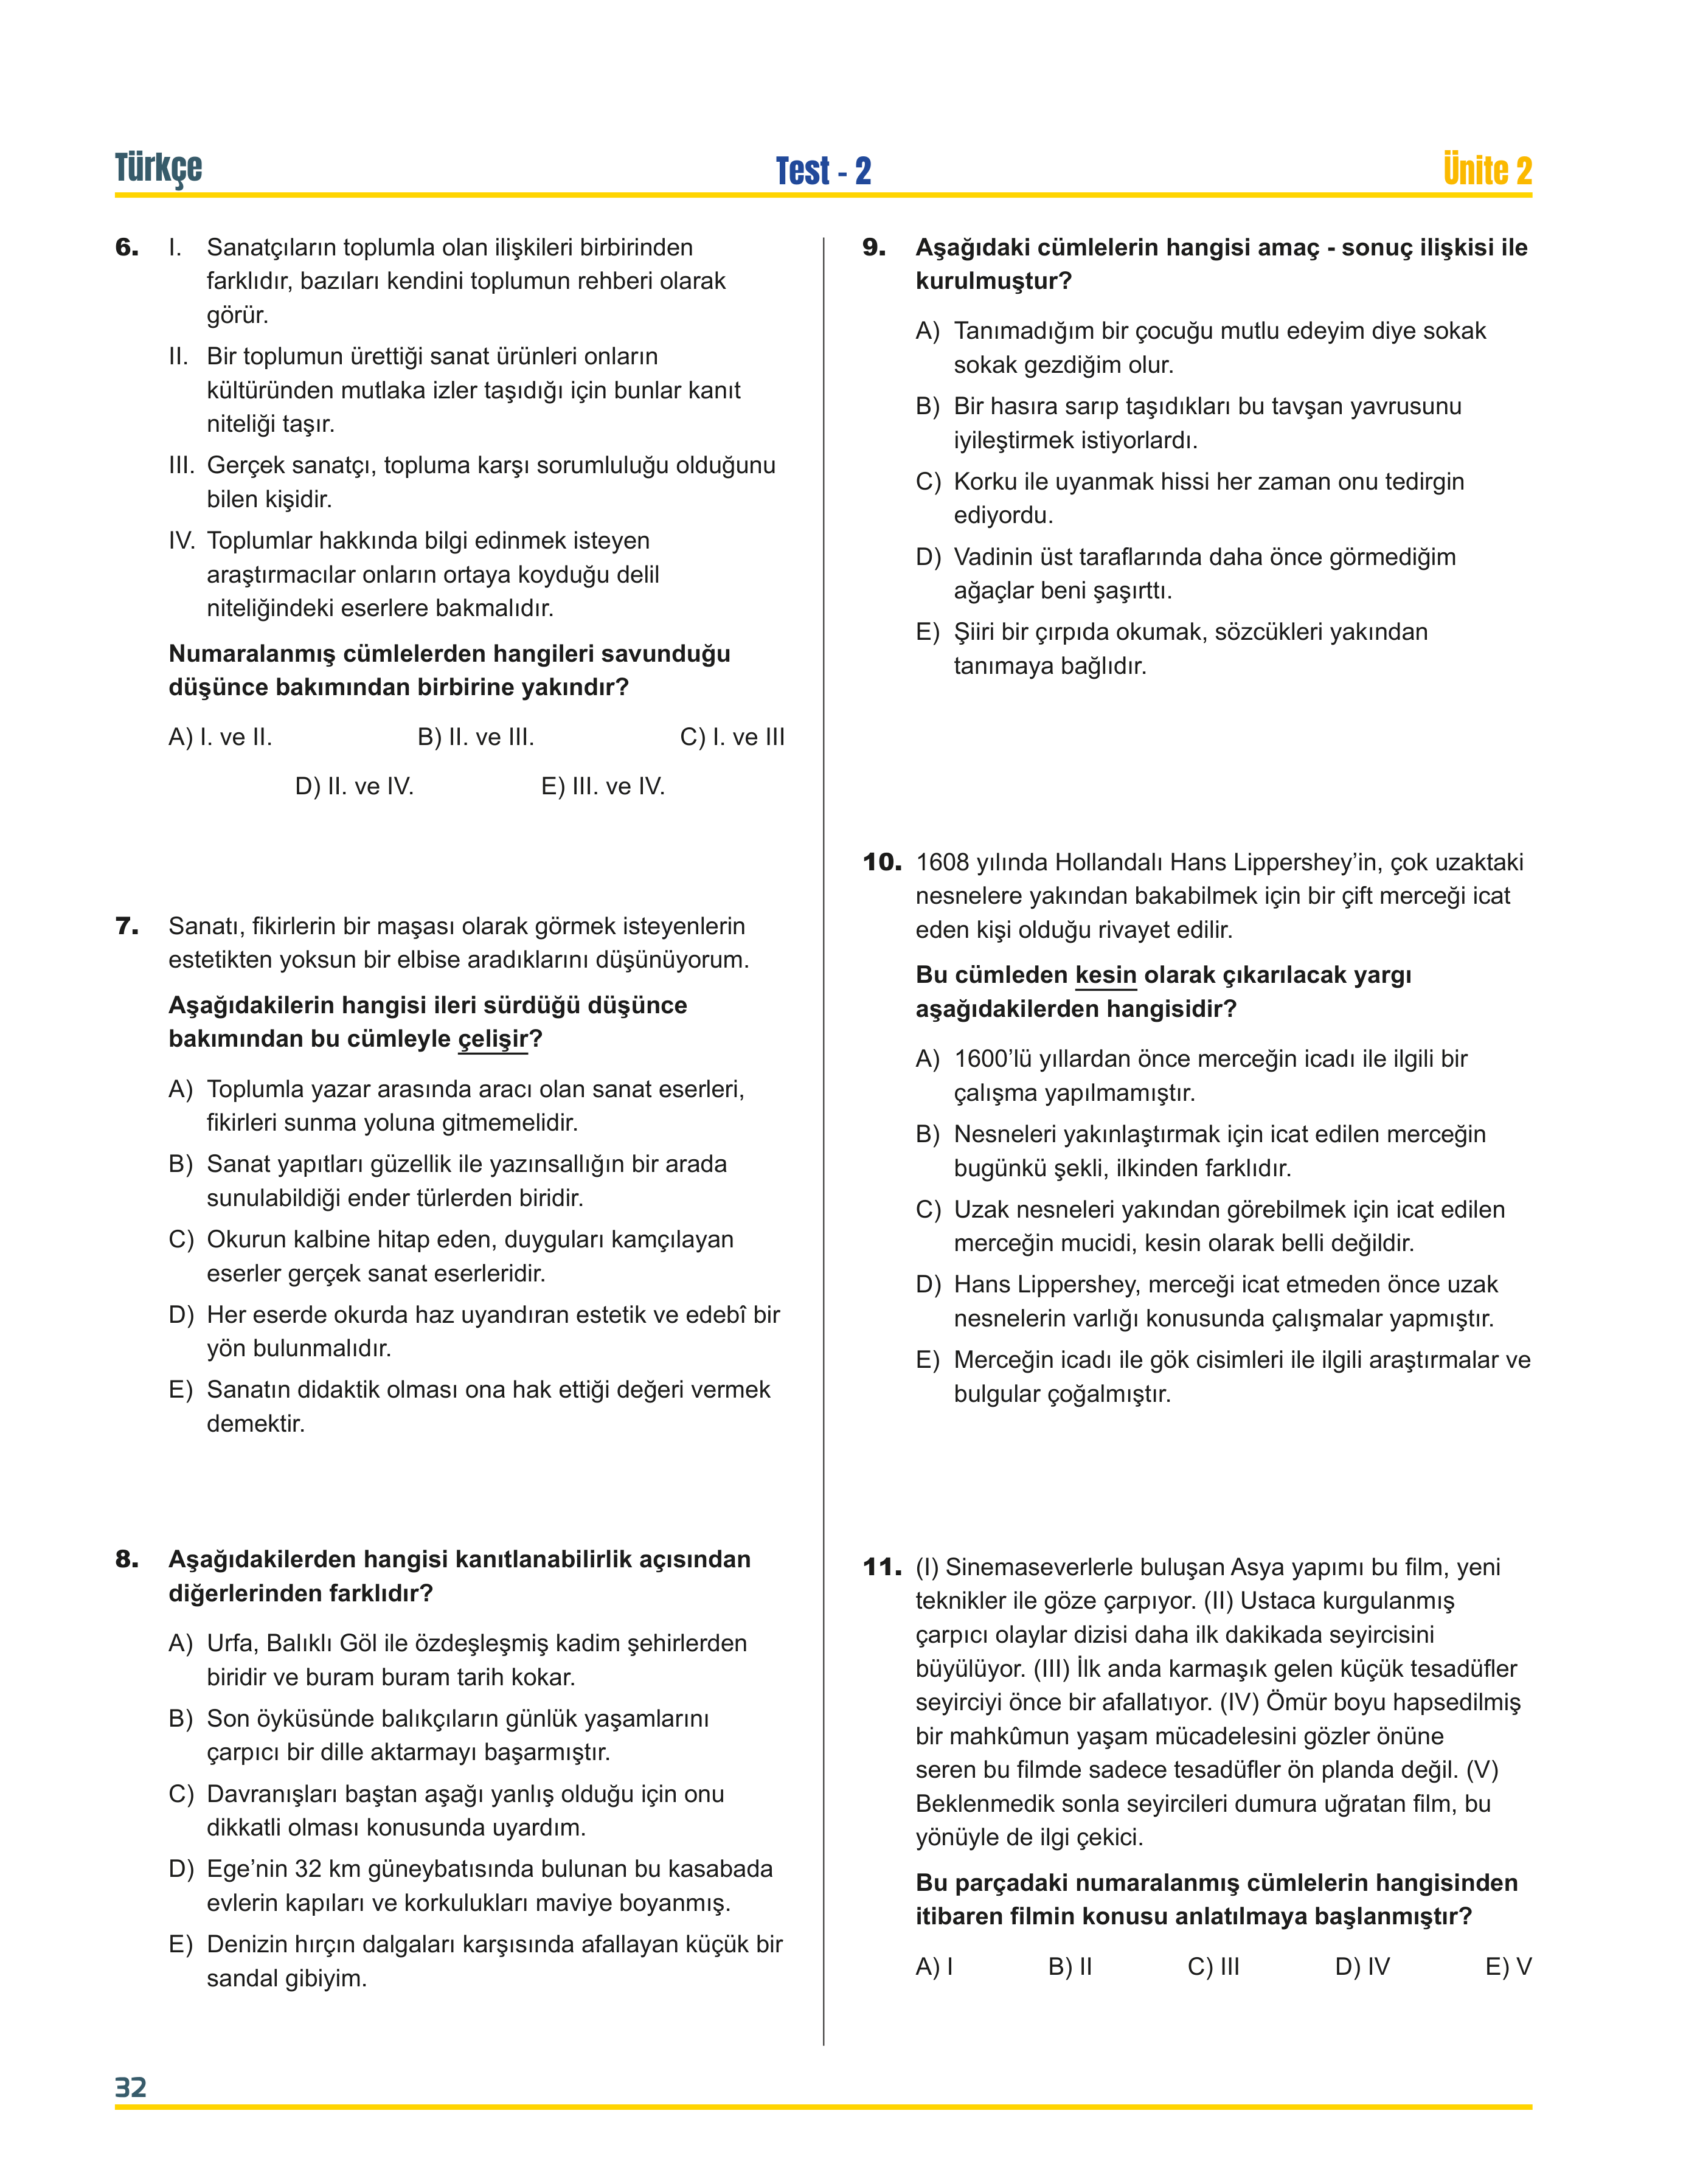 Türkçe
Test - 2
Ünite 2
6. I. Sanatçıların toplumla olan ilişkileri birbirinden
farklıdır, bazıları kendini toplumun rehberi olarak
görür.
II. Bir toplumun ürettiği sanat ürünleri onların
kültüründen mutlaka izler taşıdığı için bunlar kanıt
niteliği taşır.
III. Gerçek sanatçı, topluma karşı sorumluluğu olduğunu
bilen kişidir.
IV. Toplumlar hakkında bilgi edinmek isteyen
araştırmacılar onların ortaya koyduğu delil
niteliğindeki eserlere bakmalıdır.
Numaralanmış cümlelerden hangileri savunduğu
düşünce bakımından birbirine yakındır?
A) I. ve II. B) II. ve III. C) I. ve III
D) II. ve IV. E) III. ve IV.
7. Sanatı, fikirlerin bir maşası olarak görmek isteyenlerin
estetikten yoksun bir elbise aradıklarını düşünüyorum.
Aşağıdakilerin hangisi ileri sürdüğü düşünce
bakımından bu cümleyle çelişir?
A) Toplumla yazar arasında aracı olan sanat eserleri,
fikirleri sunma yoluna gitmemelidir.
B) Sanat yapıtları güzellik ile yazınsallığın bir arada
sunulabildiği ender türlerden biridir.
C) Okurun kalbine hitap eden, duyguları kamçılayan
eserler gerçek sanat eserleridir.
D) Her eserde okurda haz uyandıran estetik ve edebî bir
yön bulunmalıdır.
E) Sanatın didaktik olması ona hak ettiği değeri vermek
demektir.
8. Aşağıdakilerden hangisi kanıtlanabilirlik açısından
diğerlerinden farklıdır?
A) Urfa, Balıklı Göl ile özdeşleşmiş kadim şehirlerden
biridir ve buram buram tarih kokar.
B) Son öyküsünde balıkçıların günlük yaşamlarını
çarpıcı bir dille aktarmayı başarmıştır.
C) Davranışları baştan aşağı yanlış olduğu için onu
dikkatli olması konusunda uyardım.
D) Ege’nin 32 km güneybatısında bulunan bu kasabada
evlerin kapıları ve korkulukları maviye boyanmış.
E) Denizin hırçın dalgaları karşısında afallayan küçük bir
sandal gibiyim.
9. Aşağıdaki cümlelerin hangisi amaç - sonuç ilişkisi ile
kurulmuştur?
A) Tanımadığım bir çocuğu mutlu edeyim diye sokak
sokak gezdiğim olur.
B) Bir hasıra sarıp taşıdıkları bu tavşan yavrusunu
iyileştirmek istiyorlardı.
C) Korku ile uyanmak hissi her zaman onu tedirgin
ediyordu.
D) Vadinin üst taraflarında daha önce görmediğim
ağaçlar beni şaşırttı.
E) Şiiri bir çırpıda okumak, sözcükleri yakından
tanımaya bağlıdır.
10. 1608 yılında Hollandalı Hans Lippershey’in, çok uzaktaki
nesnelere yakından bakabilmek için bir çift merceği icat
eden kişi olduğu rivayet edilir.
Bu cümleden kesin olarak çıkarılacak yargı
aşağıdakilerden hangisidir?
A) 1600’lü yıllardan önce merceğin icadı ile ilgili bir
çalışma yapılmamıştır.
B) Nesneleri yakınlaştırmak için icat edilen merceğin
bugünkü şekli, ilkinden farklıdır.
C) Uzak nesneleri yakından görebilmek için icat edilen
merceğin mucidi, kesin olarak belli değildir.
D) Hans Lippershey, merceği icat etmeden önce uzak
nesnelerin varlığı konusunda çalışmalar yapmıştır.
E) Merceğin icadı ile gök cisimleri ile ilgili araştırmalar ve
bulgular çoğalmıştır.
11. (I) Sinemaseverlerle buluşan Asya yapımı bu film, yeni
teknikler ile göze çarpıyor. (II) Ustaca kurgulanmış
çarpıcı olaylar dizisi daha ilk dakikada seyircisini
büyülüyor. (III) İlk anda karmaşık gelen küçük tesadüfler
seyirciyi önce bir afallatıyor. (IV) Ömür boyu hapsedilmiş
bir mahkûmun yaşam mücadelesini gözler önüne
seren bu filmde sadece tesadüfler ön planda değil. (V)
Beklenmedik sonla seyircileri dumura uğratan film, bu
yönüyle de ilgi çekici.
Bu parçadaki numaralanmış cümlelerin hangisinden
itibaren filmin konusu anlatılmaya başlanmıştır?
A) I B) II C) III D) IV E) V
32